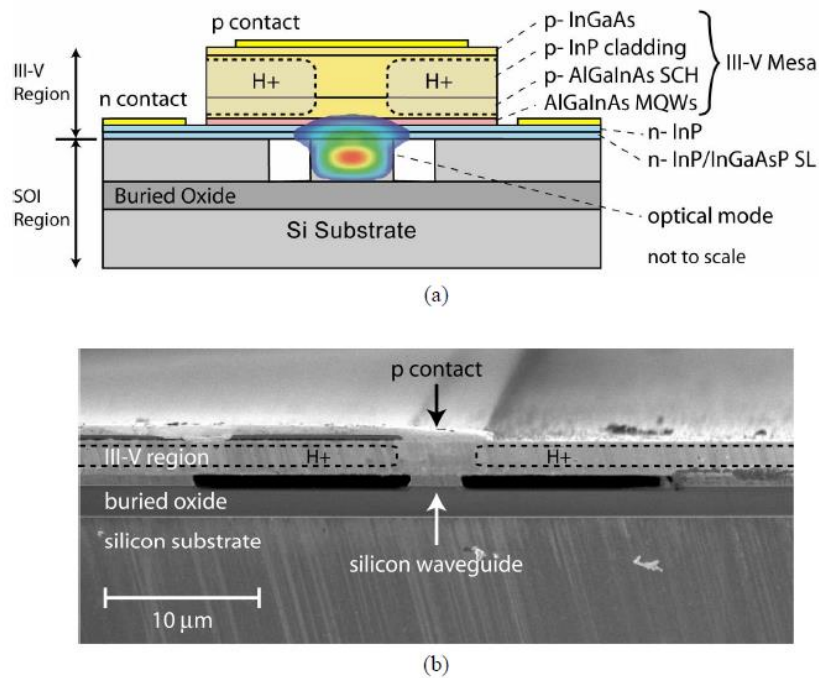 p contact
p- InGaAs
p- InP cladding
H+
H+
III-V Mesa
III-V
Region
p- AlGaInAs SCH
n contact
AlGaInAs MQWs
n- InP
n- InP/InGaAsP SL
SOI
Region
Buried Oxide
optical mode
Si Substrate
not to scale
(a)
p contact
III-V region
H+
H+
buried oxide
silicon substrate
silicon waveguide
10 μm
(b)